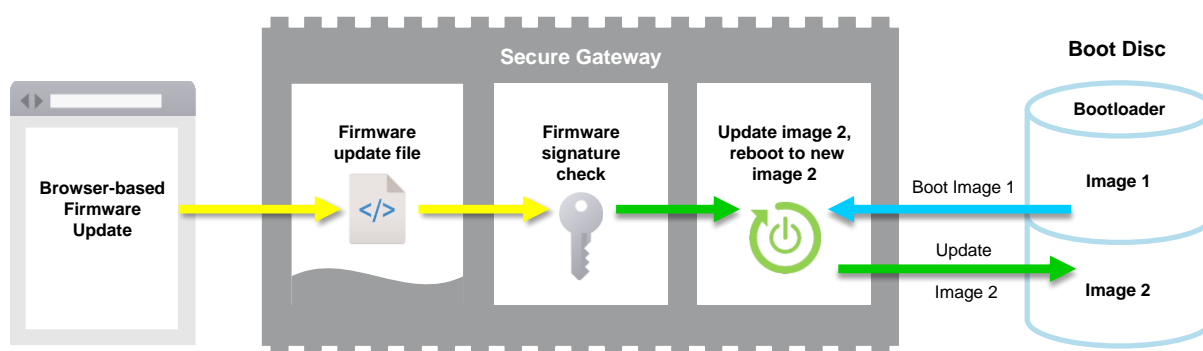 Secure Gateway
Boot Disc
Browser-based
Firmware
Update
Firmware
update file
</>
Firmware
signature
check
Update image 2,
reboot to new
image 2
Boot Image 1
Update
Image 2
Bootloader
Image 1
Image 2